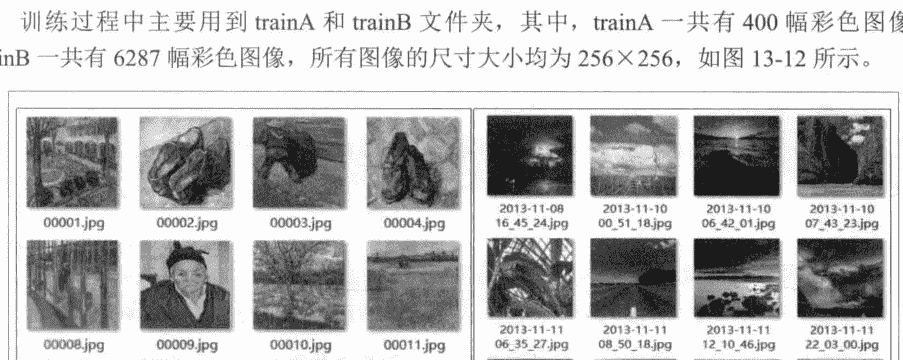 训练过程中主要用到 trainA 和 trainB 文件夹，其中，trainA 一共有 400 幅彩色图像
inB 一共有 6287 幅彩色图像，所有图像的尺寸大小均为 256×256，如图 13-12 所示。
00001.jpg 00002.jpg 00003.jpg 00004.jpg
00008.jpg 00009.jpg 00010.jpg 00011.jpg
2013-11-08 2013-11-10 2013-11-10 2013-11-10
16_45_24.jpg 00_51_18.jpg 06_42_01.jpg 07_43_23.jpg
2013-11-11 2013-11-11 2013-11-11 2013-11-11
06_35_27.jpg 08_50_18.jpg 12_10_46.jpg 22_03_00.jpg